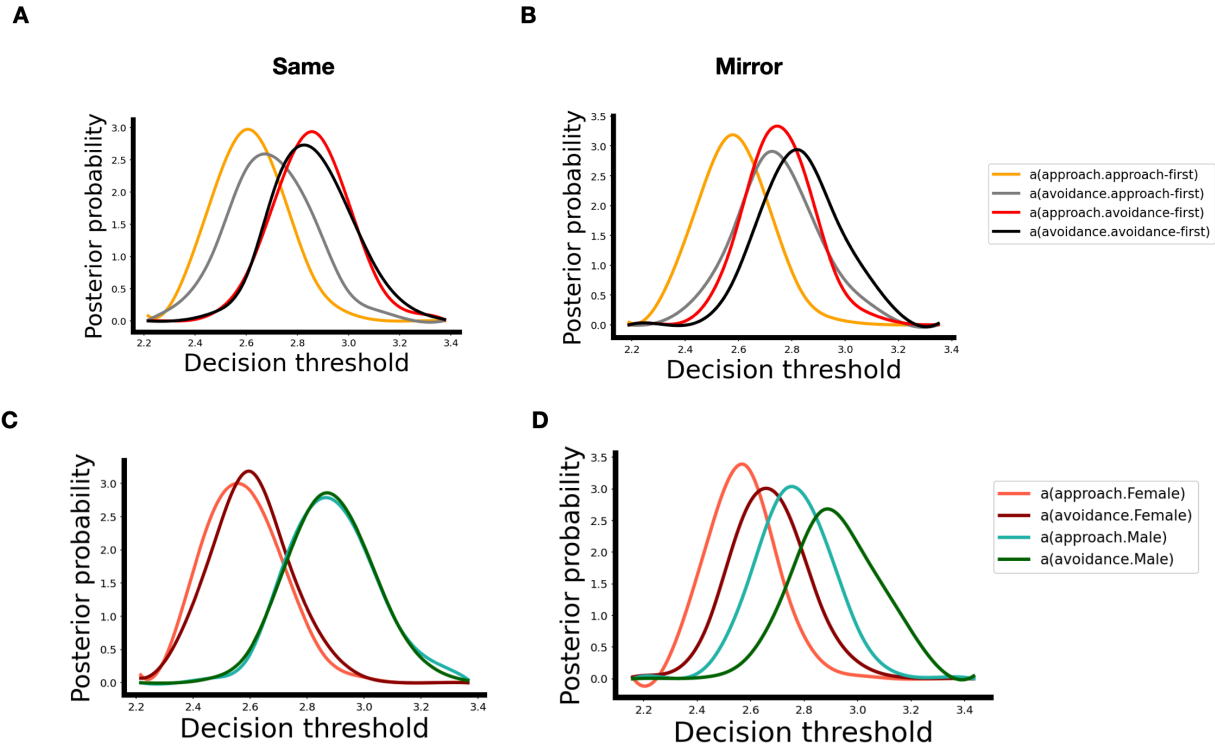 A
B
Same
Mirror
Posterior probability
3.0
2.5
2.0
1.5
1.0
0.5
0.0
2.2 2.4 2.6 2.8 3.0 3.2 3.4
Decision threshold
Posterior probability
3.5
3.0
2.5
2.0
1.5
1.0
0.5
0.0
2.2 2.4 2.6 2.8 3.0 3.2 3.4
Decision threshold
a(approach.approach-first)
a(avoidance.approach-first)
a(approach.avoidance-first)
a(avoidance.avoidance-first)
C
D
Posterior probability
3.0
2.5
2.0
1.5
1.0
0.5
0.0
2.2 2.4 2.6 2.8 3.0 3.2 3.4
Decision threshold
Posterior probability
3.5
3.0
2.5
2.0
1.5
1.0
0.5
0.0
2.2 2.4 2.6 2.8 3.0 3.2 3.4
Decision threshold
a(approach.Female)
a(avoidance.Female)
a(approach.Male)
a(avoidance.Male)